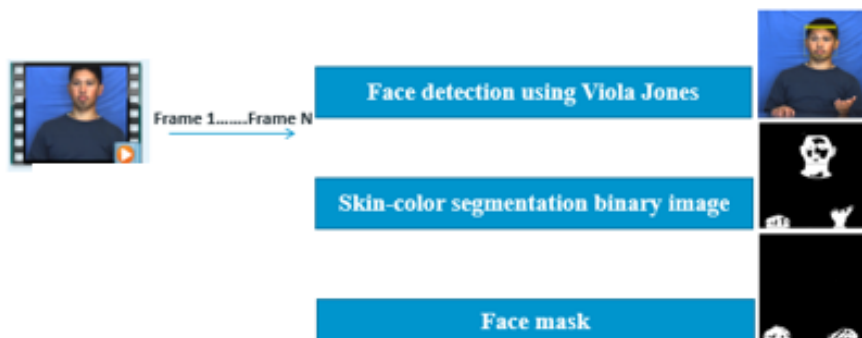 Face detection using Viola Jones
Frame 1.......Frame N
Skin-color segmentation binary image
Face mask